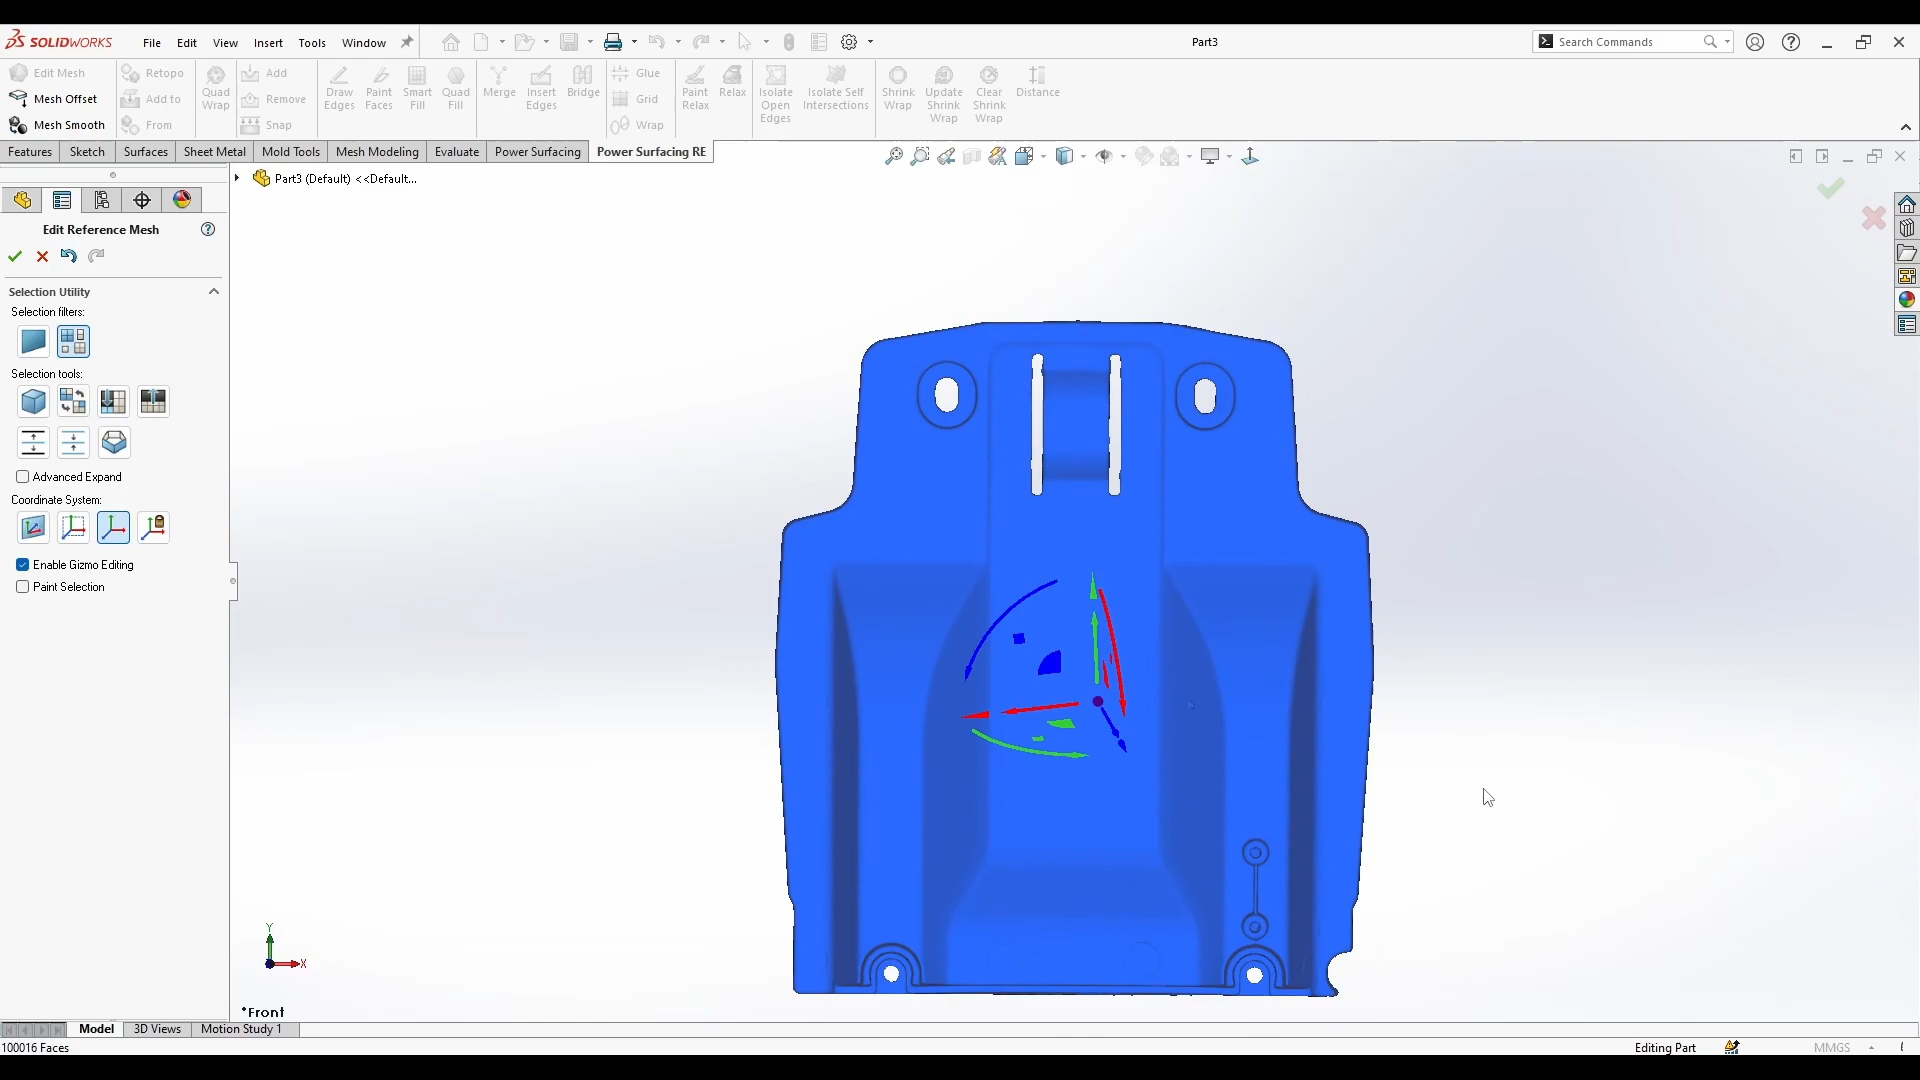 SOLIDWORKS
File Edit View Insert Tools Window
Part3
Search Commands
Edit Mesh
Mesh Offset
Mesh Smooth
Retopo
Add to
From
Quad
Wrap
Add
Remove
Snap
Draw
Edges
Paint
Faces
Smart
Fill
Quad
Fill
Merge
Insert
Edges
Bridge
Glue
Grid
Wrap
Paint
Relax
Relax
Isolate
Open
Edges
Isolate Self
Intersections
Shrink
Wrap
Update
Shrink
Wrap
Clear
Shrink
Wrap
Distance
Features Sketch Surfaces Sheet Metal Mold Tools Mesh Modeling Evaluate Power Surfacing Power Surfacing RE
Part3 (Default) <<Default...
Edit Reference Mesh
Selection Utility
Selection filters:
Selection tools:
Advanced Expand
Coordinate System:
Enable Gizmo Editing
Paint Selection
Y
X
*Front
Model 3D Views Motion Study 1
100016 Faces
Editing Part
MMGS